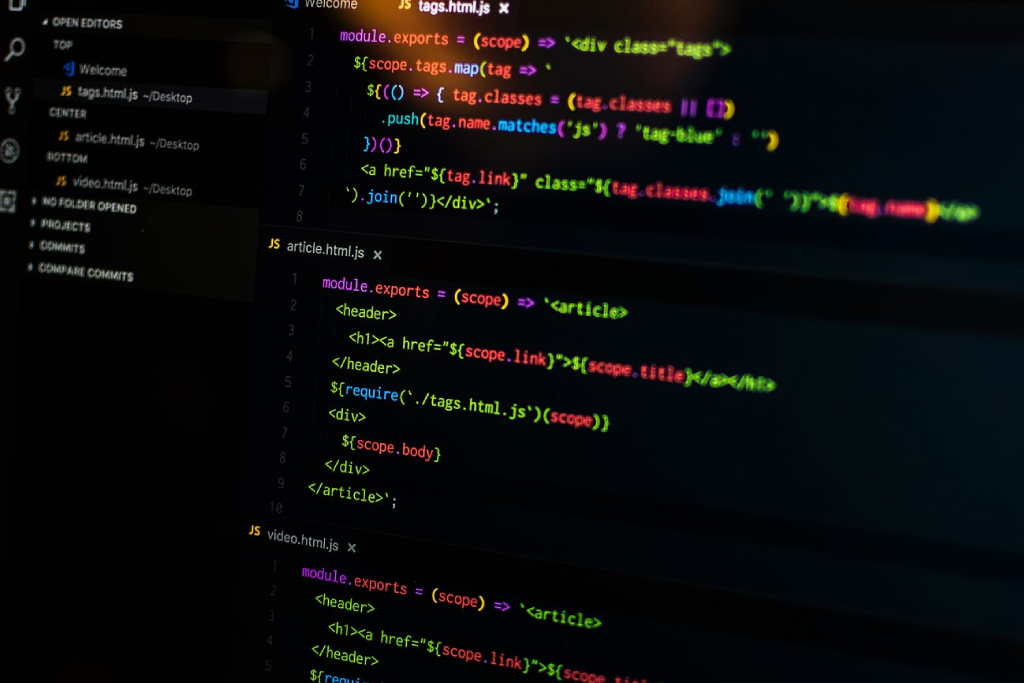 OPEN EDITORS
TOP
Welcome
JS tags.html.js ~/Desktop
CENTER
JS article.html.js ~/Desktop
BOTTOM
JS video.html.js ~/Desktop
NO FOLDER OPENED
PROJECTS
COMMITS
COMPARE COMMITS
Welcome JS tags.html.js ×
1 module.exports = (scope) => `<div class="tags">
2 ${scope.tags.map(tag => `
3 ${(() => { tag.classes = (tag.classes || [])
4 .push(tag.name.matches('js') ? 'tag-blue' : '')
5 })()}
6 <a href="${tag.link}" class="${tag.classes.join(' ')}">${tag.name}</a>
7 `).join('')}</div>`;
8
JS article.html.js ×
1 module.exports = (scope) => `<article>
2 <header>
3 <h1><a href="${scope.link}">${scope.title}</a></h1>
4 </header>
5 ${require(`./tags.html.js`)(scope)}
6 <div>
7 ${scope.body}
8 </div>
9 </article>`;
10
JS video.html.js ×
1 module.exports = (scope) => `<article>
2 <header>
3 <h1><a href="${scope.link}">${scope.title
4 </header>
5 ${require